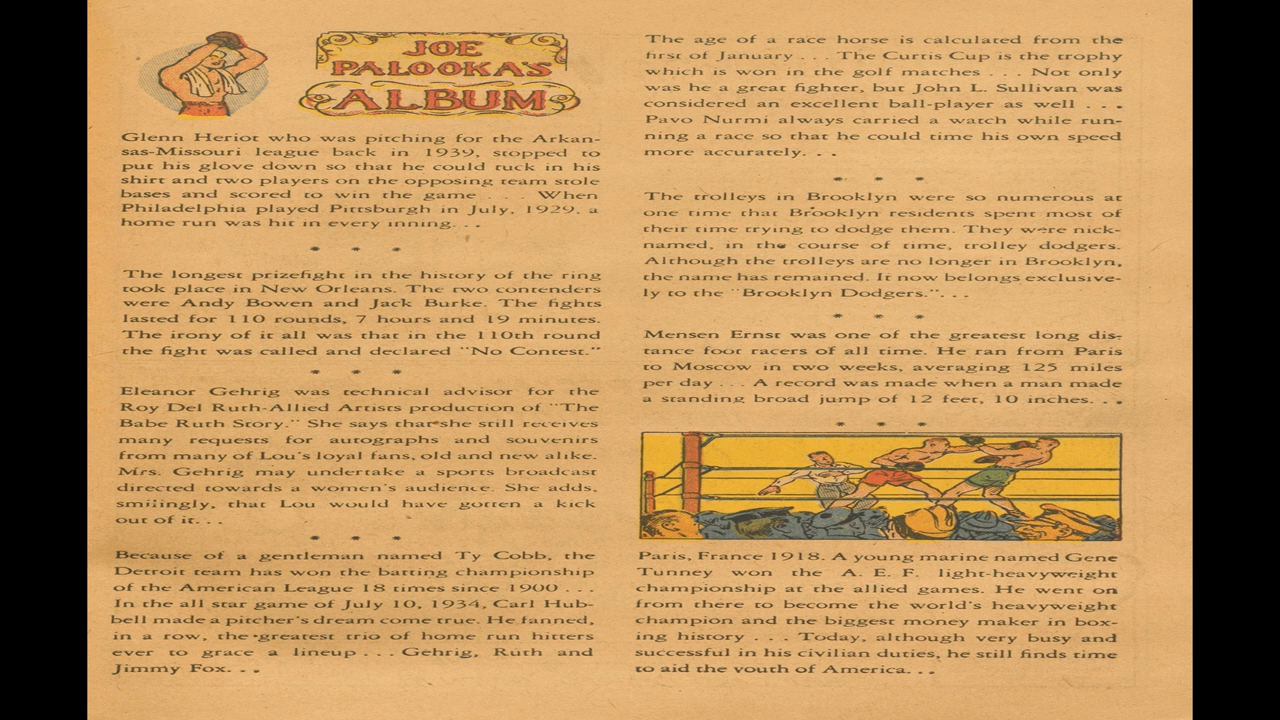 JOE
PALOOKA'S
ALBUM
Glenn Heriot who was pitching for the Arkan-
sas-Missouri league back in 1939, stopped to
put his glove down so that he could tuck in his
shirt and two players on the opposing team stole
bases and scored to win the game . . . When
Philadelphia played Pittsburgh in July, 1929, a
home run was hit in every inning. . .
* * *
The longest prizefight in the history of the ring
took place in New Orleans. The two contenders
were Andy Bowen and Jack Burke. The fights
lasted for 110 rounds, 7 hours and 19 minutes.
The irony of it all was that in the 110th round
the fight was called and declared "No Contest."
* * *
Eleanor Gehrig was technical advisor for the
Roy Del Ruth-Allied Artists production of "The
Babe Ruth Story." She says that she still receives
many requests for autographs and souvenirs
from many of Lou's loyal fans, old and new alike.
Mrs. Gehrig may undertake a sports broadcast
directed towards a women's audience. She adds,
smilingly, that Lou would have gotten a kick
out of it. . .
* * *
Because of a gentleman named Ty Cobb, the
Detroit team has won the batting championship
of the American League 18 times since 1900 . . .
In the all star game of July 10, 1934, Carl Hub-
bell made a pitcher's dream come true. He fanned,
in a row, the greatest trio of home run hitters
ever to grace a lineup . . . Gehrig, Ruth and
Jimmy Fox. . .
The age of a race horse is calculated from the
first of January . . . The Curtis Cup is the trophy
which is won in the golf matches . . . Not only
was he a great fighter, but John L. Sullivan was
considered an excellent ball-player as well . . .
Pavo Nurmi always carried a watch while run-
ning a race so that he could time his own speed
more accurately. . .
* * *
The trolleys in Brooklyn were so numerous at
one time that Brooklyn residents spent most of
their time trying to dodge them. They were nick-
named, in the course of time, trolley dodgers.
Although the trolleys are no longer in Brooklyn,
the name has remained. It now belongs exclusive-
ly to the "Brooklyn Dodgers.". . .
* * *
Mensen Ernst was one of the greatest long dis-
tance foot racers of all time. He ran from Paris
to Moscow in two weeks, averaging 125 miles
per day . . . A record was made when a man made
a standing broad jump of 12 feet, 10 inches. . .
* * *
Paris, France 1918. A young marine named Gene
Tunney won the A. E. F. light-heavyweight
championship at the allied games. He went on
from there to become the world's heavyweight
champion and the biggest money maker in box-
ing history . . . Today, although very busy and
successful in his civilian duties, he still finds time
to aid the youth of America. . .